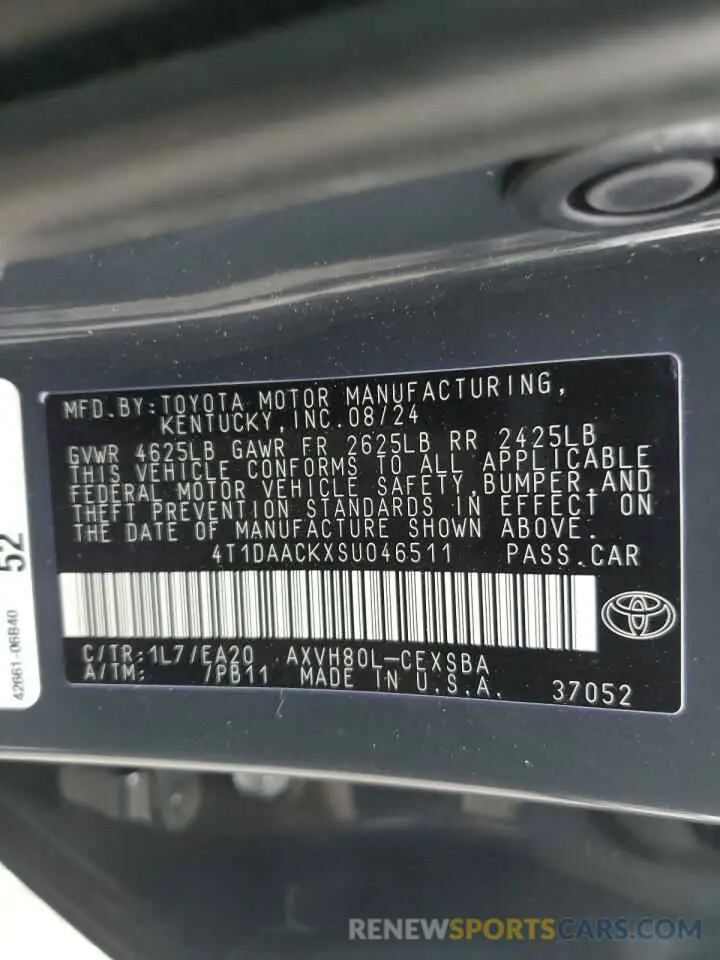 MFD.BY:TOYOTA MOTOR MANUFACTURING,
KENTUCKY,INC.08/24
GVWR 4625LB GAWR FR 2625LB RR 2425LB
THIS VEHICLE CONFORMS TO ALL APPLICABLE
FEDERAL MOTOR VEHICLE SAFETY,BUMPER,AND
THEFT PREVENTION STANDARDS IN EFFECT ON
THE DATE OF MANUFACTURE SHOWN ABOVE.
4T1DAACKXSU046511 PASS.CAR
C/TR:1L7/EA20 AXVH80L-CEXSBA
A/TM: /PB11 MADE IN U.S.A. 37052
52
42661-06B40
RENEWSPORTSCARS.COM